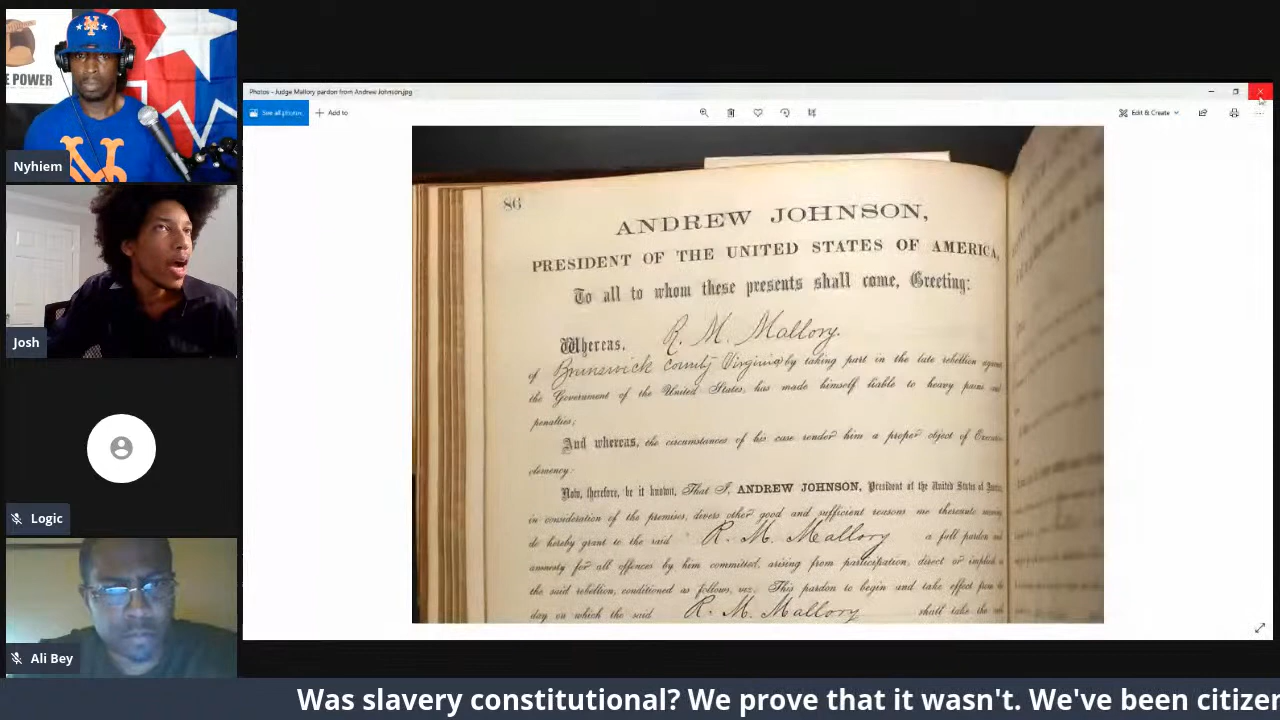 E POWER
Nyhiem
Josh
Logic
Ali Bey
Photos - Judge Mallory pardon from Andrew Johnson.jpg
See all photos
Add to
Edit & Create
86
ANDREW JOHNSON,
PRESIDENT OF THE UNITED STATES OF AMERICA,
To all to whom these presents shall come, Greeting:
Whereas, R. M. Mallory.
of Brunswick County Virginia by taking part in the late rebellion against
the Government of the United States, has made himself liable to heavy pains and
penalties;
And whereas, the circumstances of his case render him a proper object of Executive
clemency:
Now, therefore, be it known, That I, ANDREW JOHNSON, President of the United States of America
in consideration of the premises, divers other good and sufficient reasons me thereunto moving
do hereby grant to the said R. M. Mallory a full pardon and
amnesty for all offences by him committed, arising from participation, direct or implied
the said rebellion, conditioned as follows, viz: This pardon to begin and take effect from the
day on which the said R. M. Mallory shall take the
Was slavery constitutional? We prove that it wasn't. We've been citize